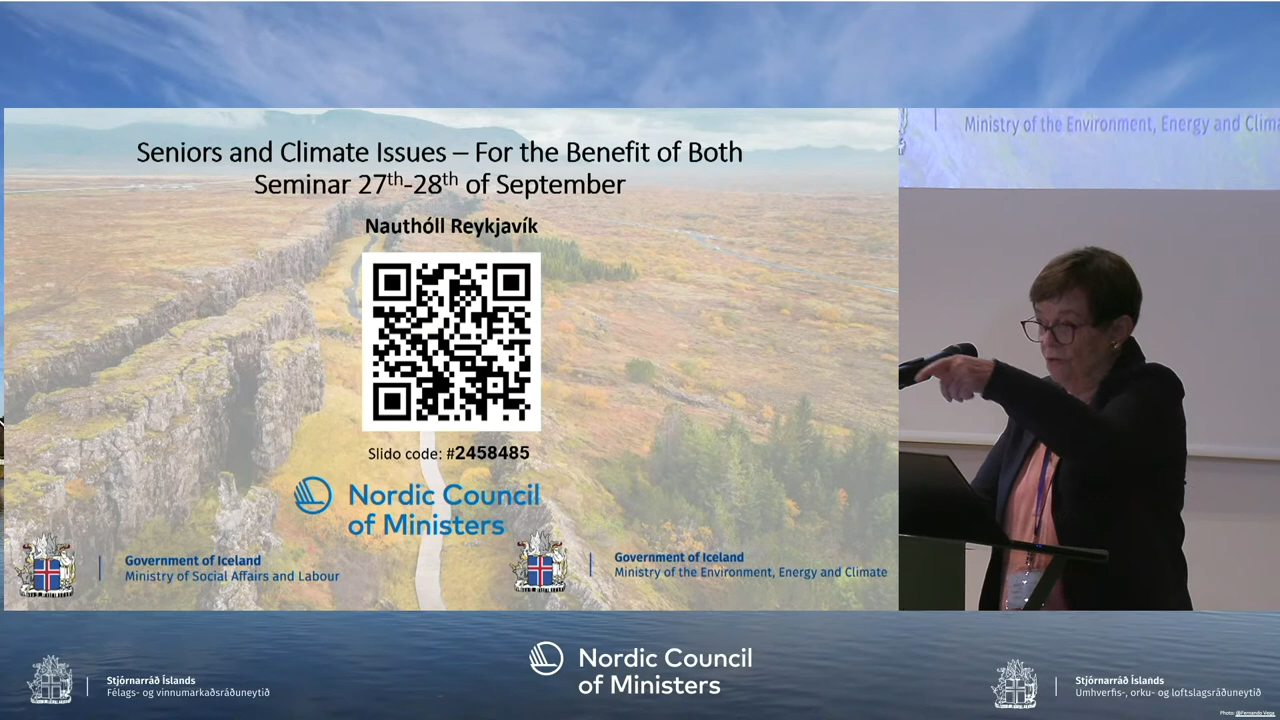 Ministry of the Environment, Energy and Clima
Seniors and Climate Issues – For the Benefit of Both
Seminar 27th-28th of September
Nauthóll Reykjavík
Slido code: #2458485
Nordic Council
of Ministers
Government of Iceland
Ministry of Social Affairs and Labour
Government of Iceland
Ministry of the Environment, Energy and Climate
Stjórnarráð Íslands
Félags- og vinnumarkaðsráðuneytið
Nordic Council
of Ministers
Stjórnarráð Íslands
Umhverfis-, orku- og loftslagsráðuneytið